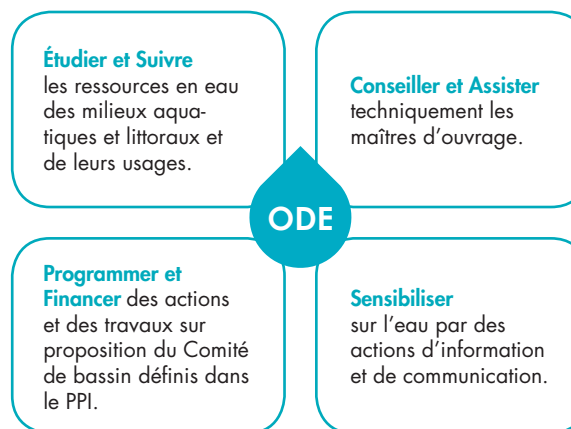 Étudier et Suivre
les ressources en eau
des milieux aqua-
tiques et littoraux et
de leurs usages.
Conseiller et Assister
techniquement les
maîtres d'ouvrage.
ODE
Programmer et
Financer des actions
et des travaux sur
proposition du Comité
de bassin définis dans
le PPI.
Sensibiliser
sur l'eau par des
actions d'information
et de communication.